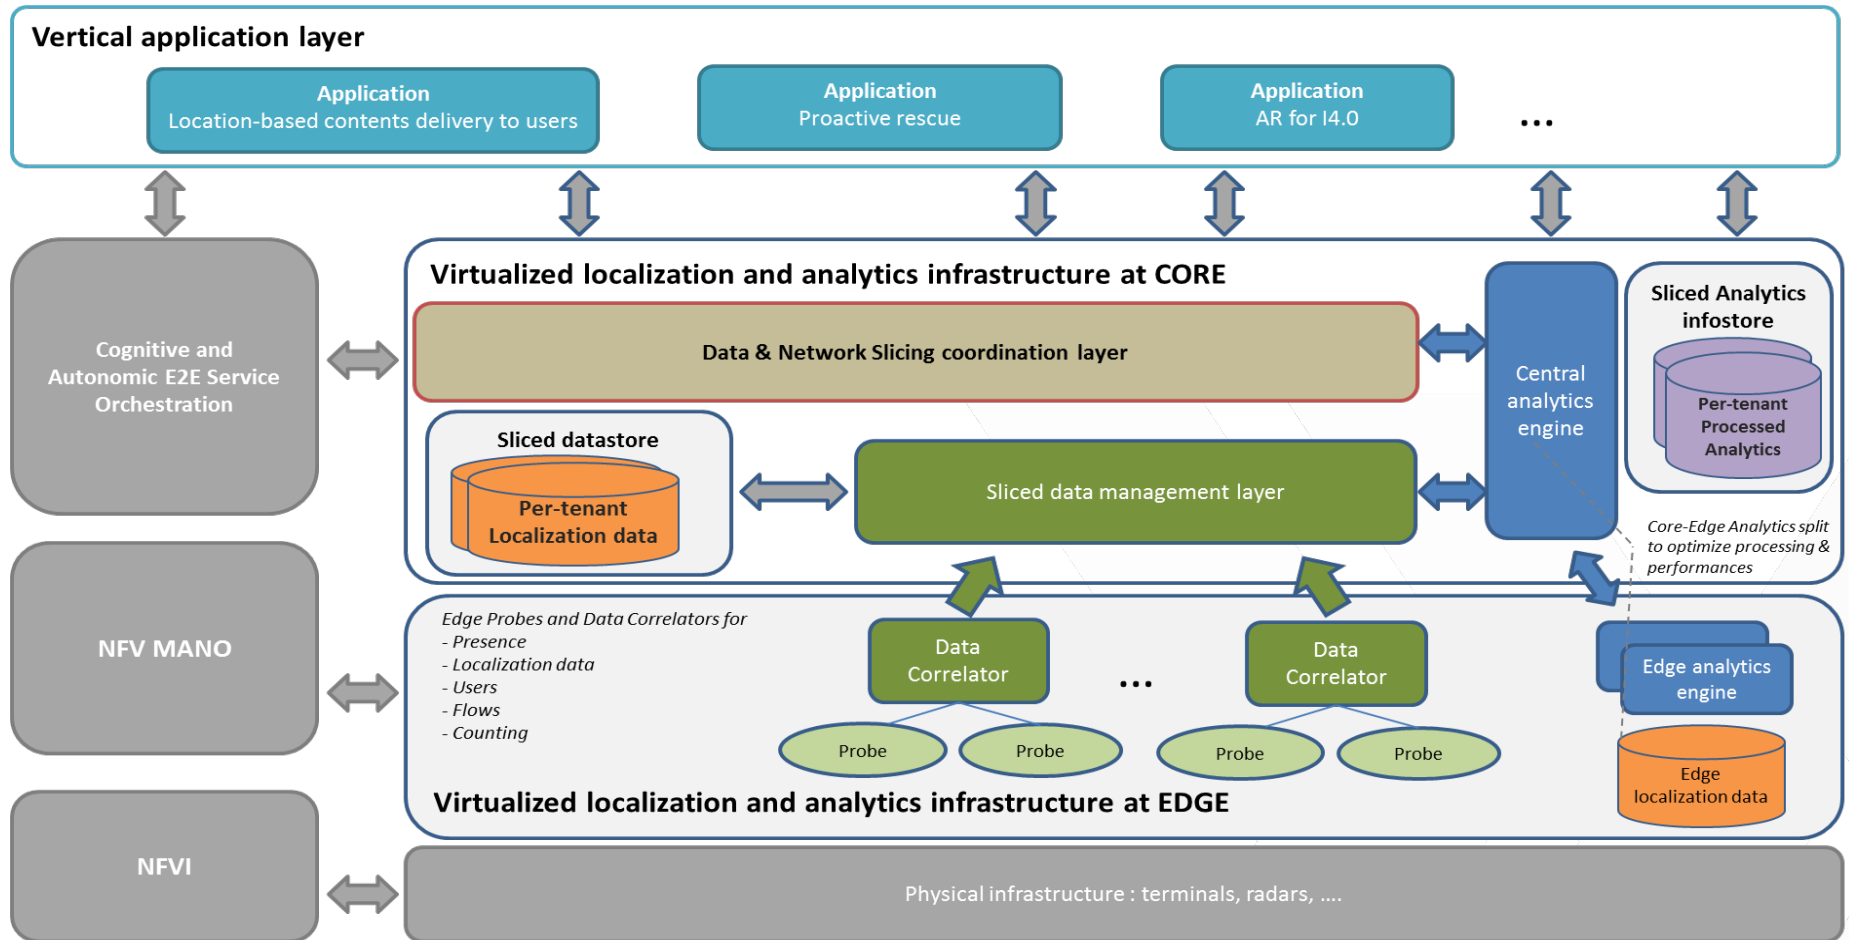 Vertical application layer
Application
Location-based contents delivery to users
Application
Proactive rescue
Application
AR for I4.0
...
Cognitive and
Autonomic E2E Service
Orchestration
NFV MANO
NFVI
Virtualized localization and analytics infrastructure at CORE
Data & Network Slicing coordination layer
Sliced datastore
Per-tenant
Localization data
Sliced data management layer
Central
analytics
engine
Sliced Analytics
infostore
Per-tenant
Processed
Analytics
Core-Edge Analytics split
to optimize processing &
performances
Edge Probes and Data Correlators for
- Presence
- Localization data
- Users
- Flows
- Counting
Data
Correlator
...
Data
Correlator
Probe
Probe
Probe
Probe
Edge analytics
engine
Edge
localization data
Virtualized localization and analytics infrastructure at EDGE
Physical infrastructure : terminals, radars, ....